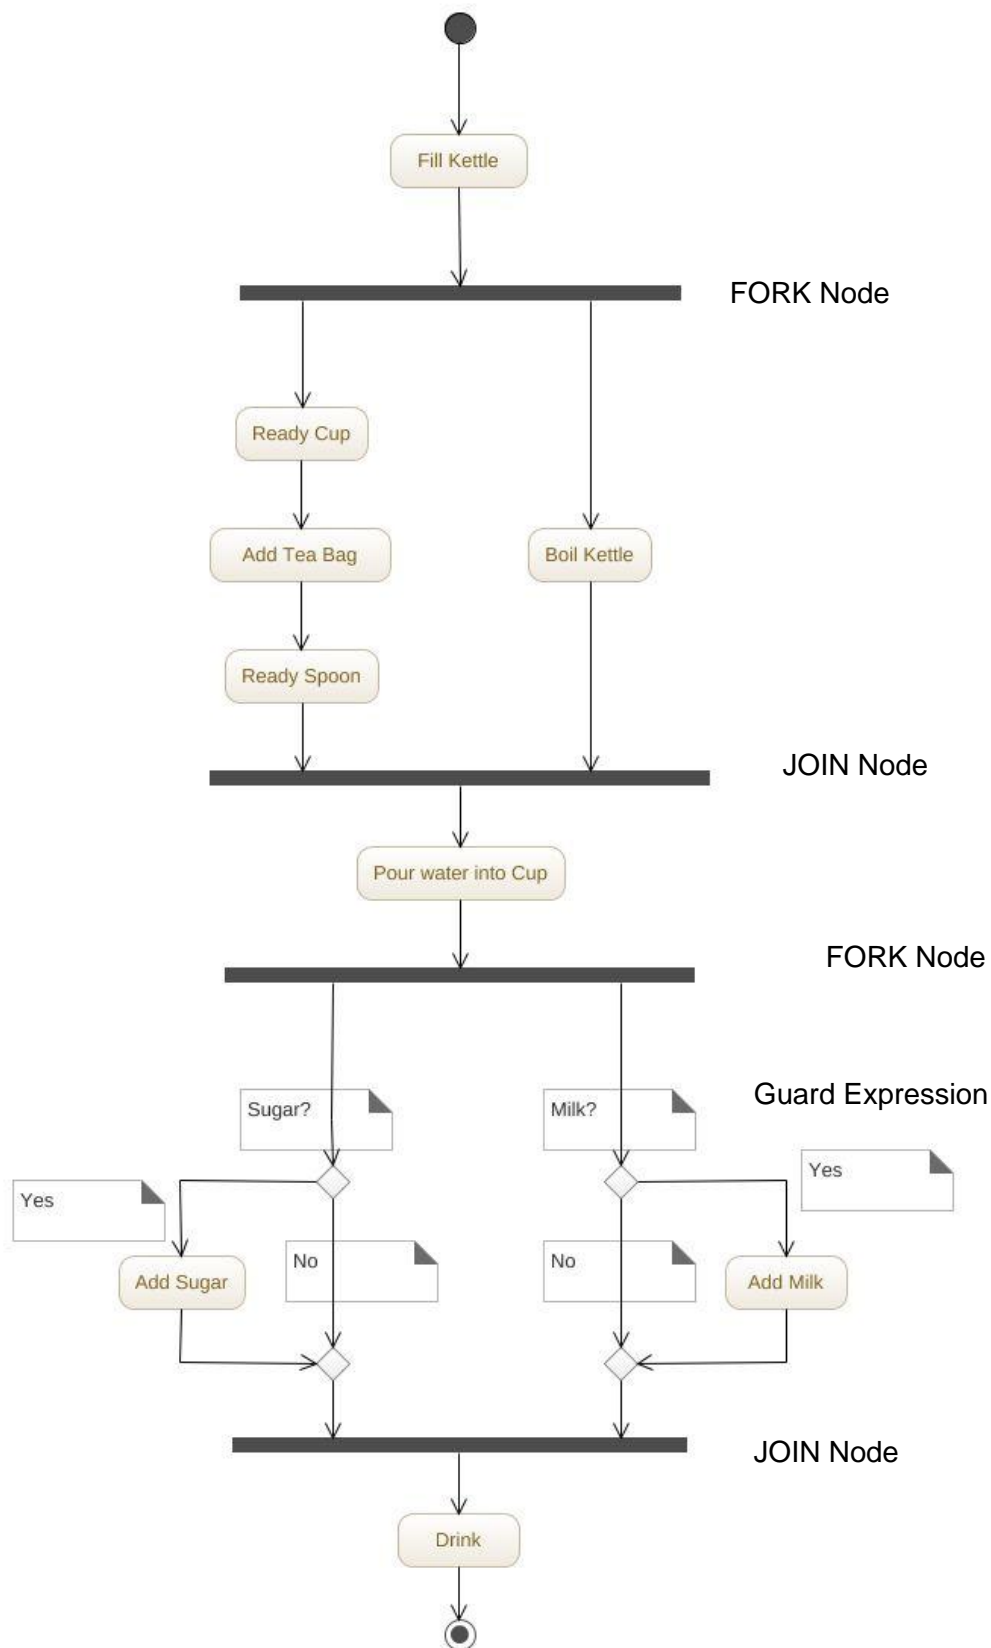 Fill Kettle
FORK Node
Ready Cup
Add Tea Bag
Boil Kettle
Ready Spoon
JOIN Node
Pour water into Cup
FORK Node
Sugar?
Milk?
Guard Expression
Yes
Yes
No
No
Add Sugar
Add Milk
JOIN Node
Drink